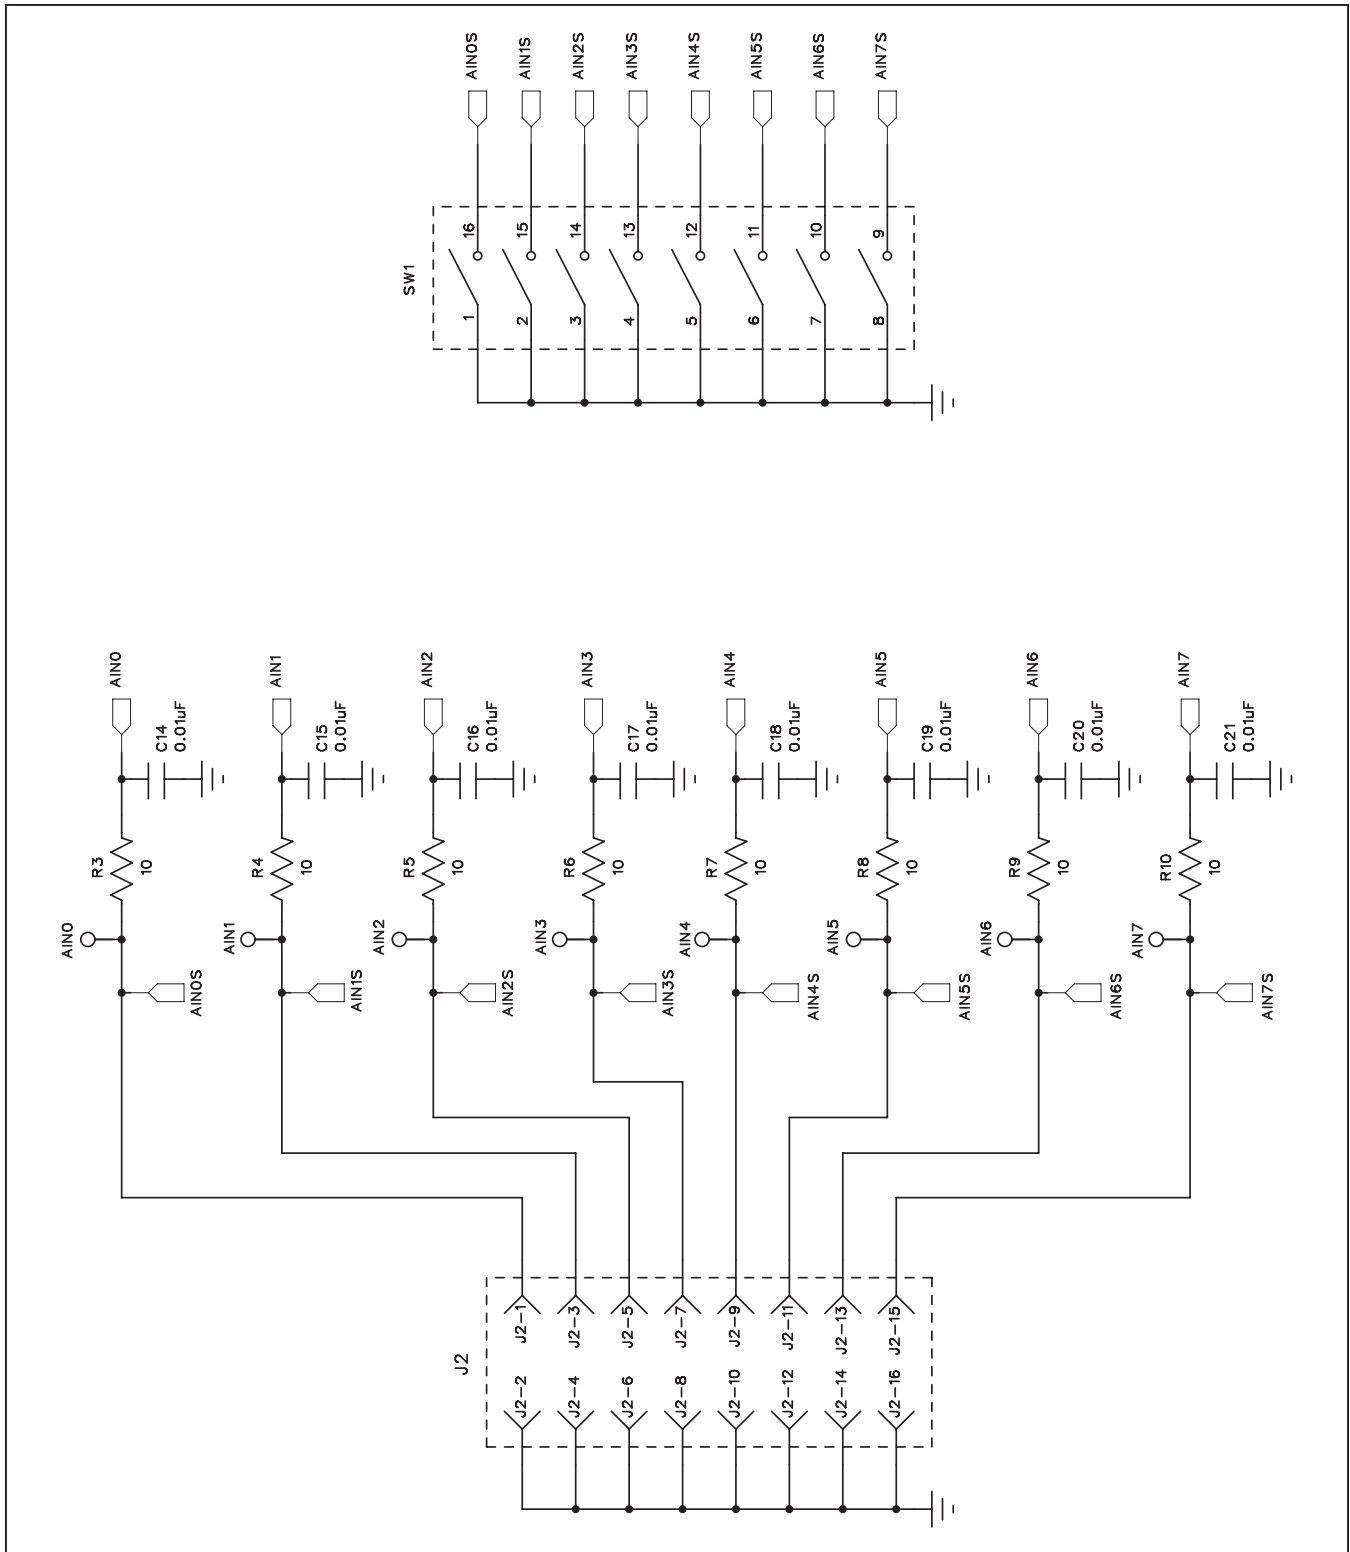 AIN0S
AIN1S
AIN2S
AIN3S
AIN4S
AIN5S
AIN6S
AIN7S
SW1
16
15
14
13
12
11
10
9
1
2
3
4
5
6
7
8
AIN0
AIN1
AIN2
AIN3
AIN4
AIN5
AIN6
AIN7
C14
0.01uF
C15
0.01uF
C16
0.01uF
C17
0.01uF
C18
0.01uF
C19
0.01uF
C20
0.01uF
C21
0.01uF
R3
10
R4
10
R5
10
R6
10
R7
10
R8
10
R9
10
R10
10
AIN0
AIN1
AIN2
AIN3
AIN4
AIN5
AIN6
AIN7
AIN0S
AIN1S
AIN2S
AIN3S
AIN4S
AIN5S
AIN6S
AIN7S
J2
J2-1
J2-3
J2-5
J2-7
J2-9
J2-11
J2-13
J2-15
J2-2
J2-4
J2-6
J2-8
J2-10
J2-12
J2-14
J2-16